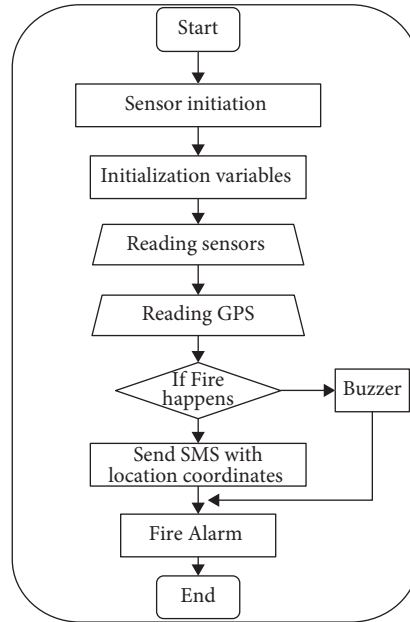 Start
Sensor initiation
Initialization variables
Reading sensors
Reading GPS
If Fire
happens
Buzzer
Send SMS with
location coordinates
Fire Alarm
End